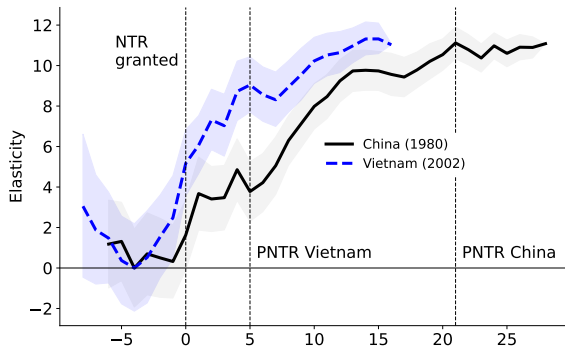 Elasticity
12
10
8
6
4
2
0
−2
NTR
granted
China (1980)
Vietnam (2002)
PNTR Vietnam
PNTR China
−5
0
5
10
15
20
25